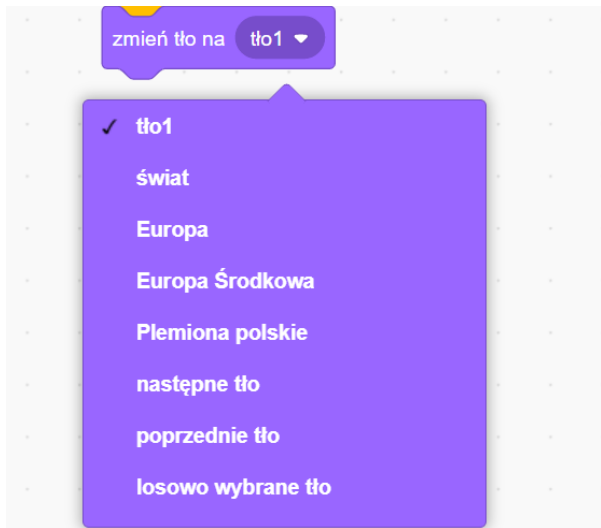 zmień tło na tło1
tło1
świat
Europa
Europa Środkowa
Plemiona polskie
następne tło
poprzednie tło
losowo wybrane tło